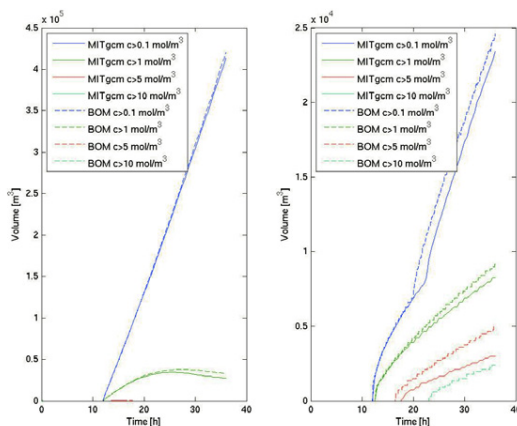 x 10^5
4.5
4
3.5
3
2.5
2
1.5
1
0.5
0
Volume [m^3]
MITgcm c>0.1 mol/m^3
MITgcm c>1 mol/m^3
MITgcm c>5 mol/m^3
MITgcm c>10 mol/m^3
BOM c>0.1 mol/m^3
BOM c>1 mol/m^3
BOM c>5 mol/m^3
BOM c>10 mol/m^3
0 10 20 30 40
Time [h]
x 10^4
2.5
2
1.5
1
0.5
0
Volume [m^3]
MITgcm c>0.1 mol/m^3
MITgcm c>1 mol/m^3
MITgcm c>5 mol/m^3
MITgcm c>10 mol/m^3
BOM c>0.1 mol/m^3
BOM c>1 mol/m^3
BOM c>5 mol/m^3
BOM c>10 mol/m^3
0 10 20 30 40
Time [h]